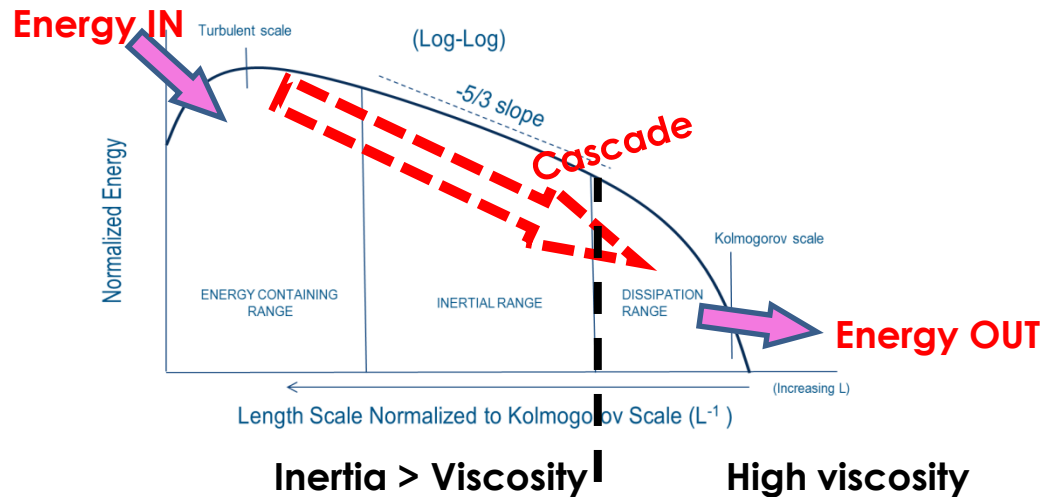 Energy IN
Turbulent scale
(Log-Log)
-5/3 slope
Cascade
Normalized Energy
Kolmogorov scale
ENERGY CONTAINING
RANGE
INERTIAL RANGE
DISSIPATION
RANGE
Energy OUT
(Increasing L)
Length Scale Normalized to Kolmogorov Scale (L⁻¹ )
Inertia > Viscosity
High viscosity